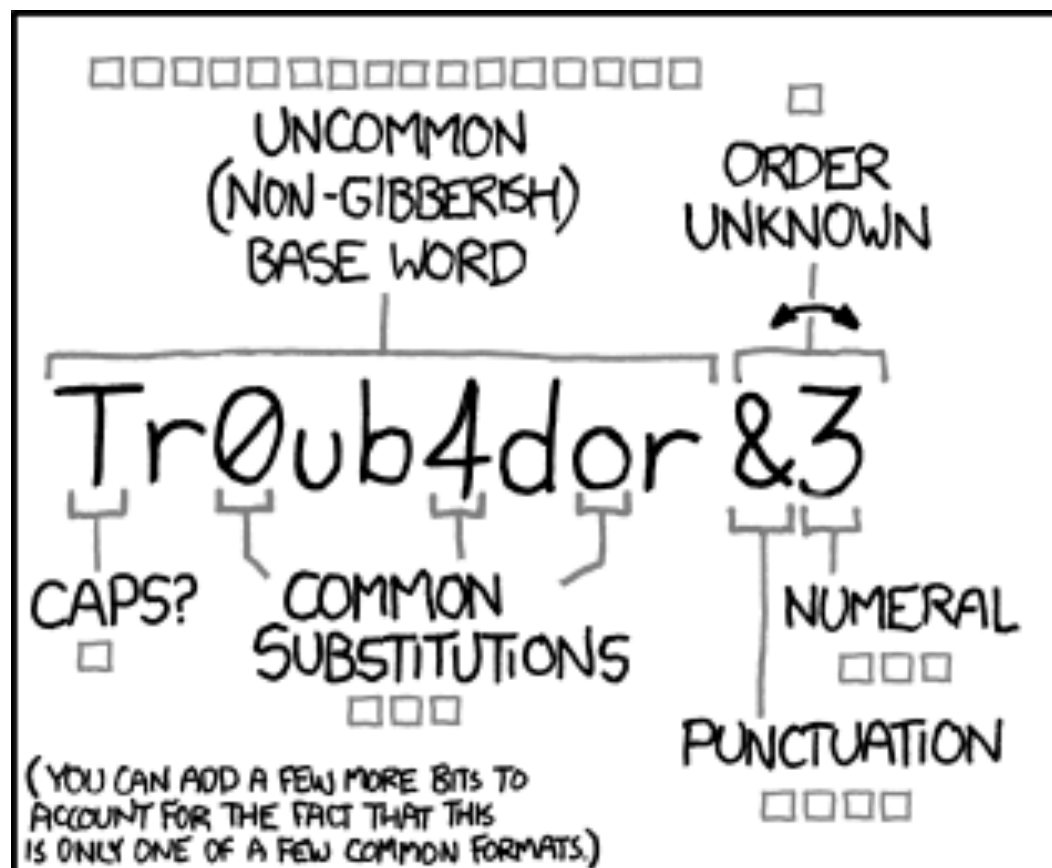 UNCOMMON
(NON-GIBBERISH)
BASE WORD
ORDER
UNKNOWN
Tr0ub4dor &3
CAPS?
COMMON
SUBSTITUTIONS
NUMERAL
PUNCTUATION
(YOU CAN ADD A FEW MORE BITS TO
ACCOUNT FOR THE FACT THAT THIS
IS ONLY ONE OF A FEW COMMON FORMATS.)